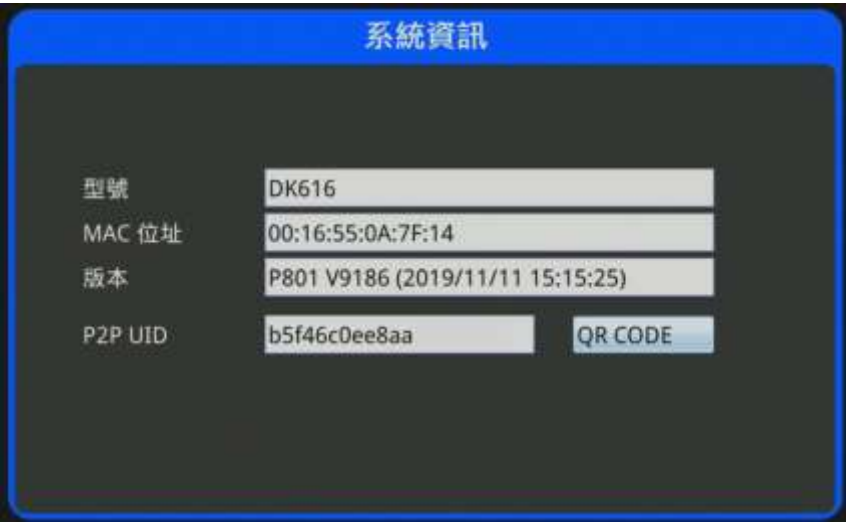 系統資訊
型號 DK616
MAC 位址 00:16:55:0A:7F:14
版本 P801 V9186 (2019/11/11 15:15:25)
P2P UID b5f46c0ee8aa QR CODE